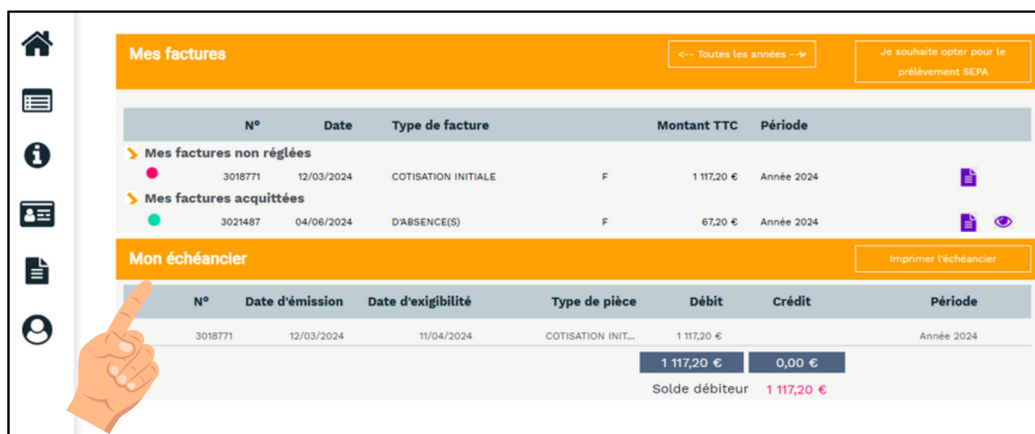 Mes factures
<-- Toutes les années -->
Je souhaite opter pour le
prélèvement SEPA
N° Date Type de facture Montant TTC Période
Mes factures non réglées
3018771 12/03/2024 COTISATION INITIALE F 1 117,20 € Année 2024
Mes factures acquittées
3021487 04/06/2024 D'ABSENCE(S) F 67,20 € Année 2024
Mon échéancier
Imprimer l'échéancier
N° Date d'émission Date d'exigibilité Type de pièce Débit Crédit Période
3018771 12/03/2024 11/04/2024 COTISATION INIT... 1 117,20 € Année 2024
1 117,20 € 0,00 €
Solde débiteur 1 117,20 €